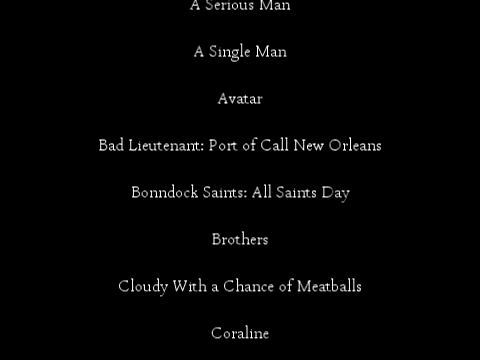 A Serious Man
A Single Man
Avatar
Bad Lieutenant: Port of Call New Orleans
Bonndock Saints: All Saints Day
Brothers
Cloudy With a Chance of Meatballs
Coraline